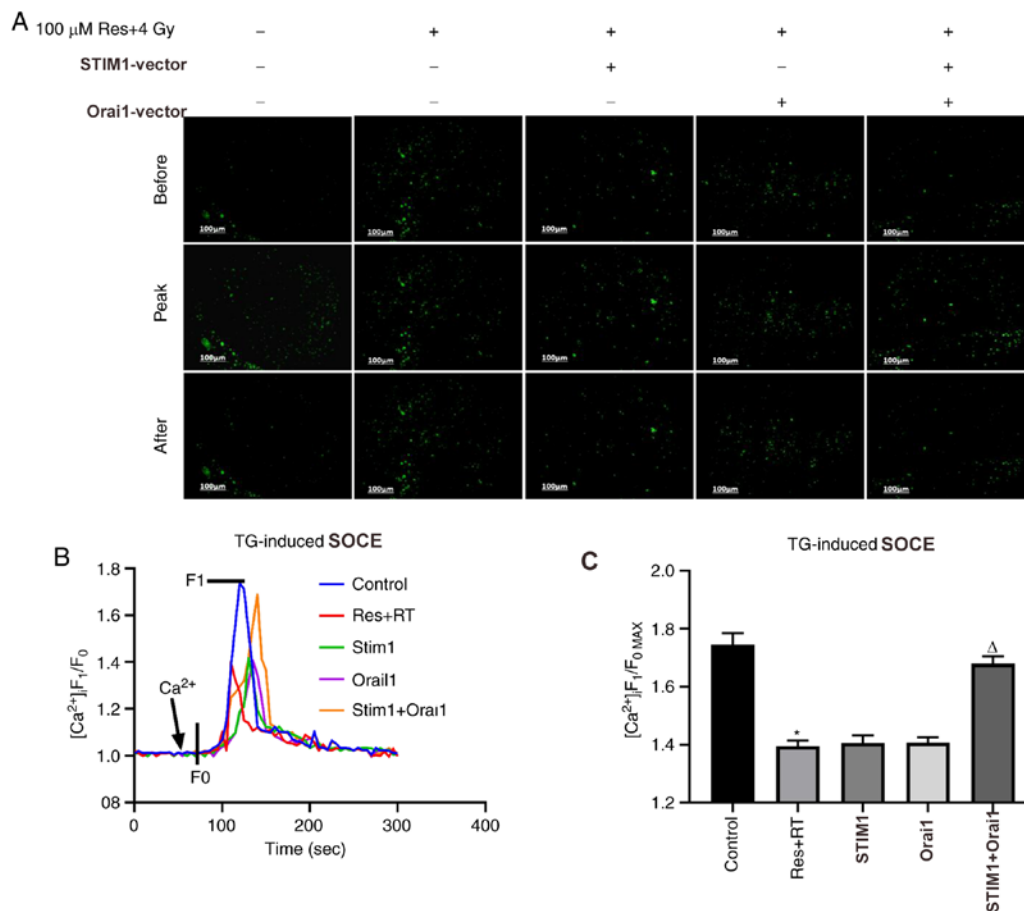 A
100 μM Res+4 Gy – + + + +
STIM1-vector – – + – +
Orai1-vector – – – + +
Before
100μm 100μm 100μm 100μm 100μm
Peak
100μm 100μm 100μm 100μm 100μm
After
100μm 100μm 100μm 100μm 100μm
B
TG-induced SOCE
[Ca²⁺]ᵢF₁/F₀
1.8
1.6
1.4
1.2
1.0
08
0 100 200 300 400
Time (sec)
F1
Ca²⁺
F0
Control
Res+RT
Stim1
Orail1
Stim1+Orai1
C
TG-induced SOCE
[Ca²⁺]ᵢF₁/F₀ MAX
2.0
1.8
1.6
1.4
1.2
*
Δ
Control
Res+RT
STIM1
Orai1
STIM1+Orai1